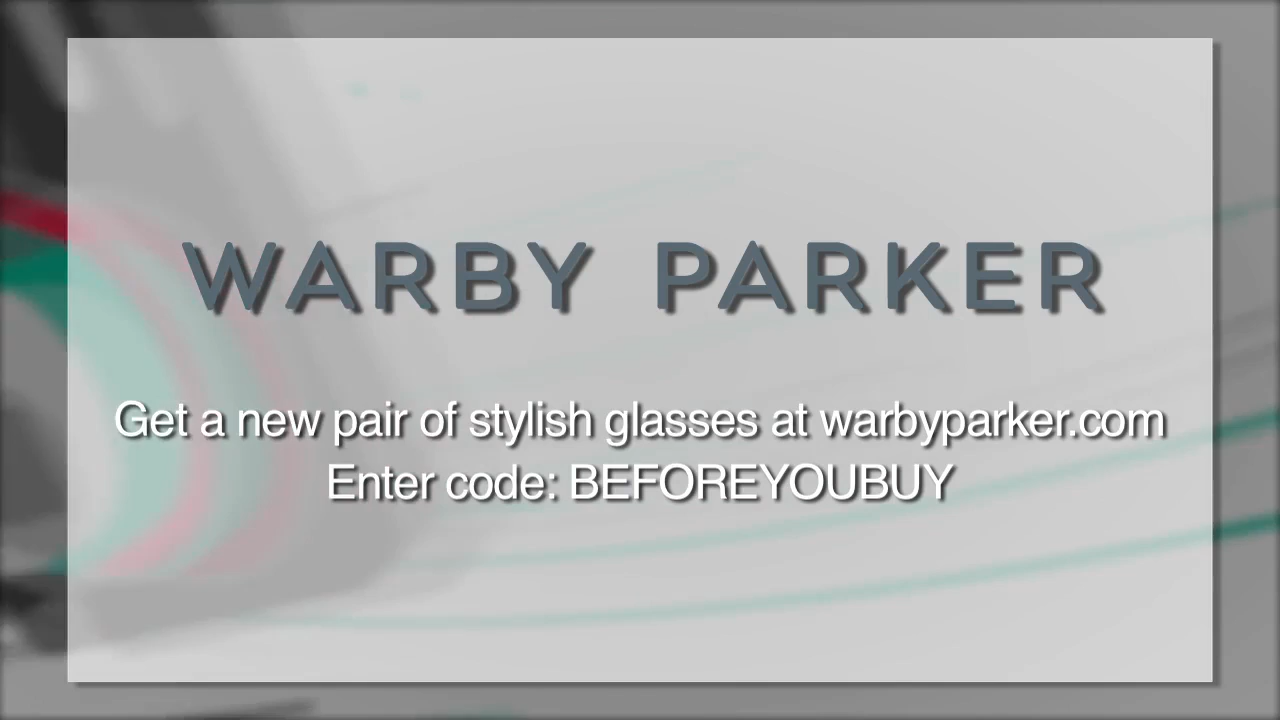 WARBY PARKER
Get a new pair of stylish glasses at warbyparker.com
Enter code: BEFOREYOUBUY